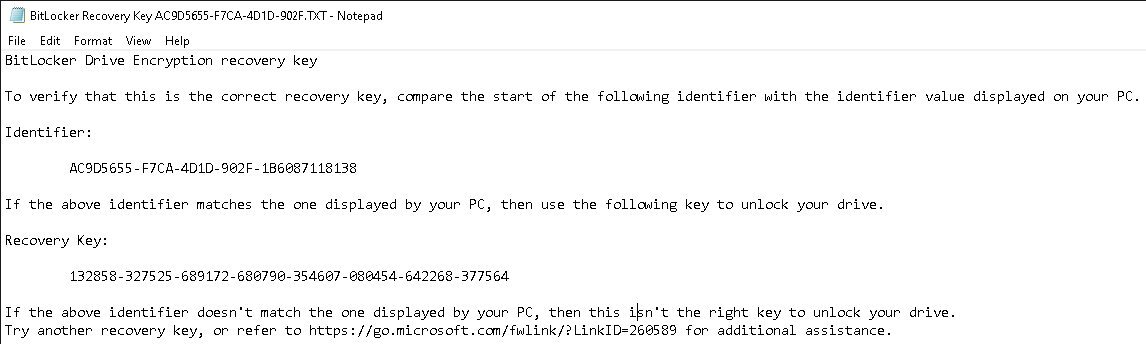 BitLocker Recovery Key AC9D5655-F7CA-4D1D-902F.TXT - Notepad
File Edit Format View Help
BitLocker Drive Encryption recovery key
To verify that this is the correct recovery key, compare the start of the following identifier with the identifier value displayed on your PC.
Identifier:
AC9D5655-F7CA-4D1D-902F-1B6087118138
If the above identifier matches the one displayed by your PC, then use the following key to unlock your drive.
Recovery Key:
132858-327525-689172-680790-354607-080454-642268-377564
If the above identifier doesn't match the one displayed by your PC, then this isn't the right key to unlock your drive.
Try another recovery key, or refer to https://go.microsoft.com/fwlink/?LinkID=260589 for additional assistance.